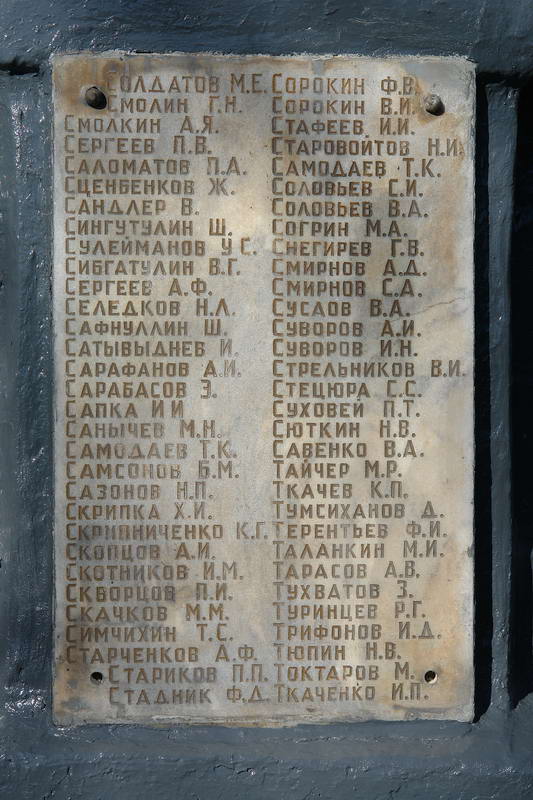 Солдатов М.Е.
Смолин Г.Н.
Смолкин А.Я.
Сергеев П.В.
Саломатов П.А.
Сценбенков Ж.
Сандлер В.
Сингутулин Ш.
Сулейманов У.С.
Сибгатулин В.Г.
Сергеев А.Ф.
Селедков Н.Л.
Сафнуллин Ш.
Сатывыднев И.
Сарафанов А.И.
Сарабасов Э.
Сапка И И
Санычев М.Н.
Самодаев Т.К.
Самсонов Б.М.
Сазонов Н.П.
Скрипка Х.И.
Скривниченко К.Г.
Скопцов Д.И.
Скотников И.М.
Скворцов П.И.
Скачков М.М.
Симчихин Т.С.
Старченков А.Ф.
Стариков П.П.
Стадник Ф.Д.
Сорокин Ф.В.
Сорокин В.И.
Стафеев И.И.
Старовойтов Н.И.
Самодаев Т.К.
Соловьев С.И.
Соловьев В.А.
Согрин М.А.
Снегирев Г.В.
Смирнов А.Д.
Смирнов С.А.
Суслов В.А.
Суворов А.И.
Суворов И.Н.
Стрельников В.И.
Стецюра С.С.
Суховей П.Т.
Сюткин Н.В.
Савенко В.А.
Тайчер М.Р.
Ткачев К.П.
Тумсиханов Д.
Терентьев Ф.И.
Таланкин М.И.
Тарасов А.В.
Тухватов З.
Туринцев Р.Г.
Трифонов И.Д.
Тюпин Н.В.
Токтаров М.
Ткаченко И.П.